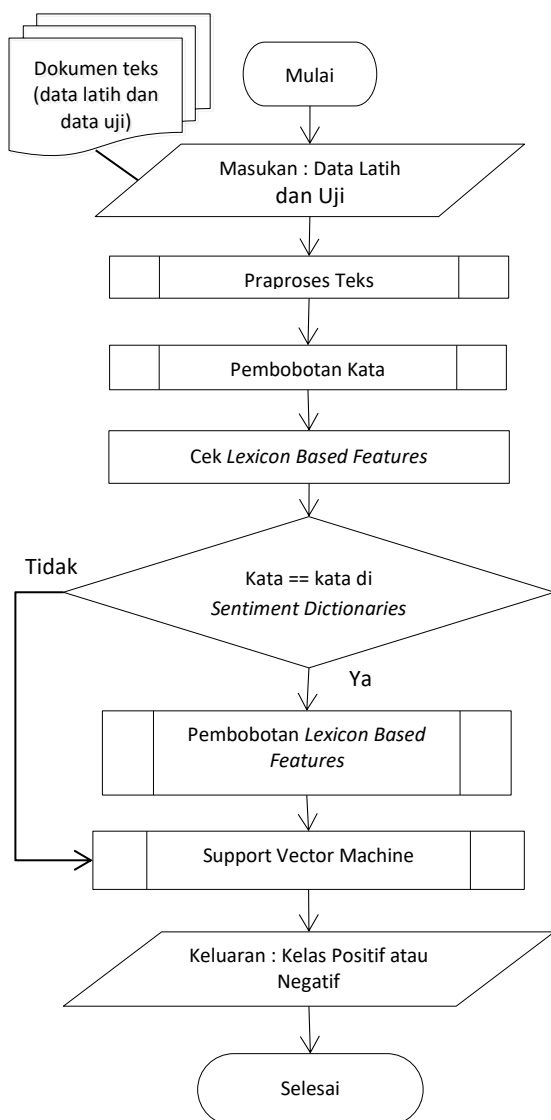 Dokumen teks
(data latih dan
data uji)
Mulai
Masukan : Data Latih
dan Uji
Praproses Teks
Pembobotan Kata
Cek Lexicon Based Features
Tidak
Kata == kata di
Sentiment Dictionaries
Ya
Pembobotan Lexicon Based
Features
Support Vector Machine
Keluaran : Kelas Positif atau
Negatif
Selesai